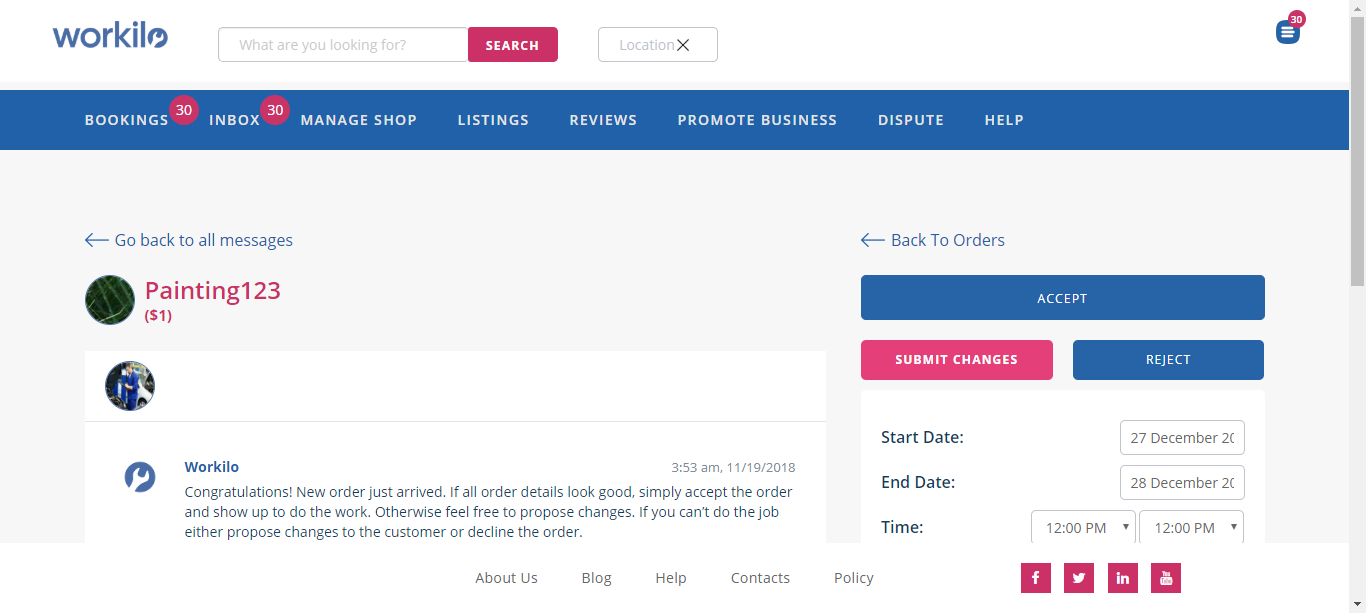 workilo
What are you looking for?
SEARCH
Location
30
BOOKINGS 30
INBOX 30
MANAGE SHOP
LISTINGS
REVIEWS
PROMOTE BUSINESS
DISPUTE
HELP
Go back to all messages
Painting123
($1)
Workilo
3:53 am, 11/19/2018
Congratulations! New order just arrived. If all order details look good, simply accept the order
and show up to do the work. Otherwise feel free to propose changes. If you can't do the job
either propose changes to the customer or decline the order.
Back To Orders
ACCEPT
SUBMIT CHANGES
REJECT
Start Date:
27 December 20
End Date:
28 December 20
Time:
12:00 PM
12:00 PM
About Us
Blog
Help
Contacts
Policy
f
in
You Tube